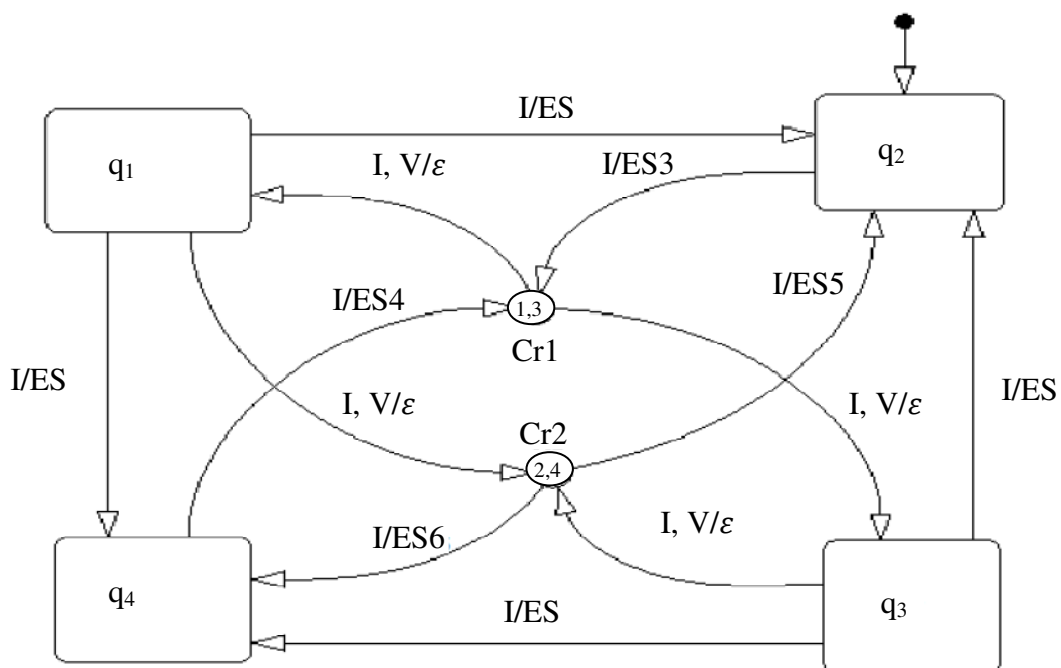 I/ES
q₁
I, V/ε
I/ES3
q₂
I/ES4
1,3
I/ES5
Cr1
I/ES
I, V/ε
I, V/ε
I/ES
Cr2
2,4
I/ES6
I, V/ε
q₄
I/ES
q₃